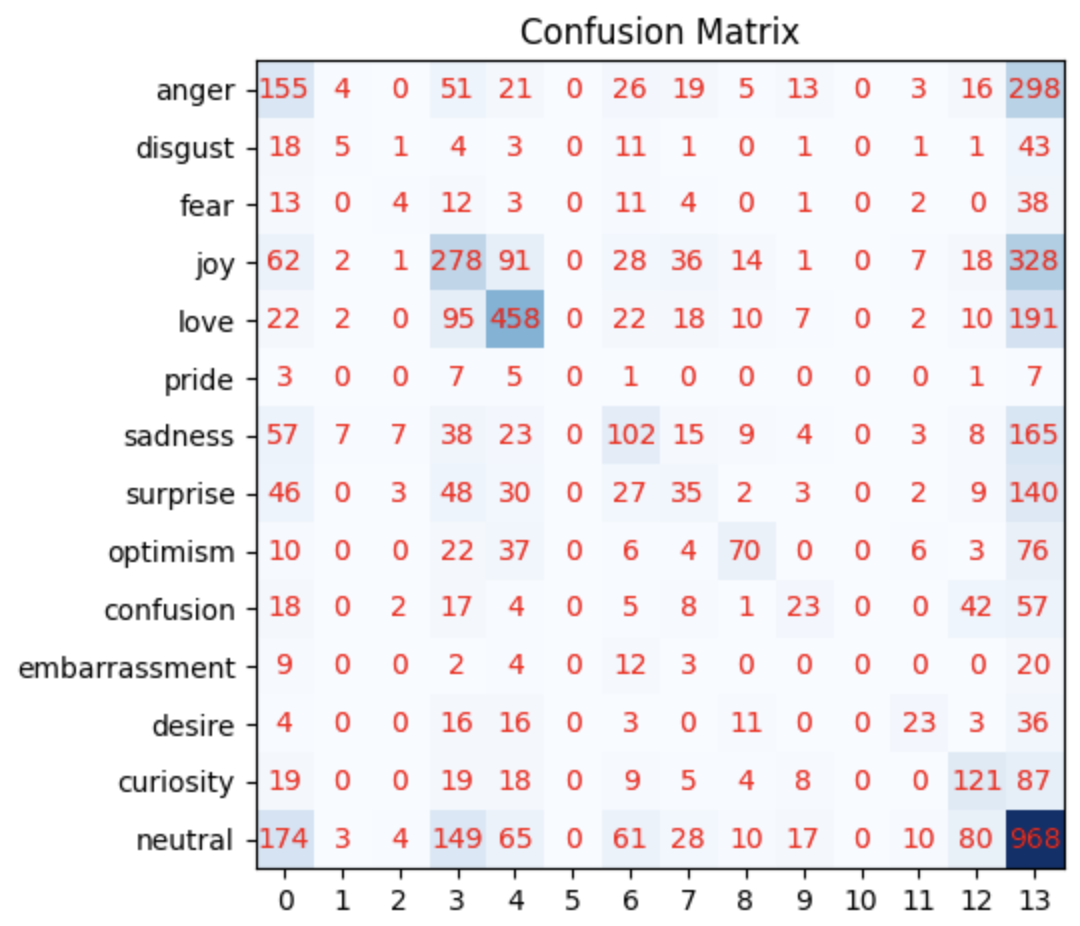 Confusion Matrix
anger 155 4 0 51 21 0 26 19 5 13 0 3 16 298
disgust 18 5 1 4 3 0 11 1 0 1 0 1 1 43
fear 13 0 4 12 3 0 11 4 0 1 0 2 0 38
joy 62 2 1 278 91 0 28 36 14 1 0 7 18 328
love 22 2 0 95 458 0 22 18 10 7 0 2 10 191
pride 3 0 0 7 5 0 1 0 0 0 0 0 1 7
sadness 57 7 7 38 23 0 102 15 9 4 0 3 8 165
surprise 46 0 3 48 30 0 27 35 2 3 0 2 9 140
optimism 10 0 0 22 37 0 6 4 70 0 0 6 3 76
confusion 18 0 2 17 4 0 5 8 1 23 0 0 42 57
embarrassment 9 0 0 2 4 0 12 3 0 0 0 0 0 20
desire 4 0 0 16 16 0 3 0 11 0 0 23 3 36
curiosity 19 0 0 19 18 0 9 5 4 8 0 0 121 87
neutral 174 3 4 149 65 0 61 28 10 17 0 10 80 968
0 1 2 3 4 5 6 7 8 9 10 11 12 13